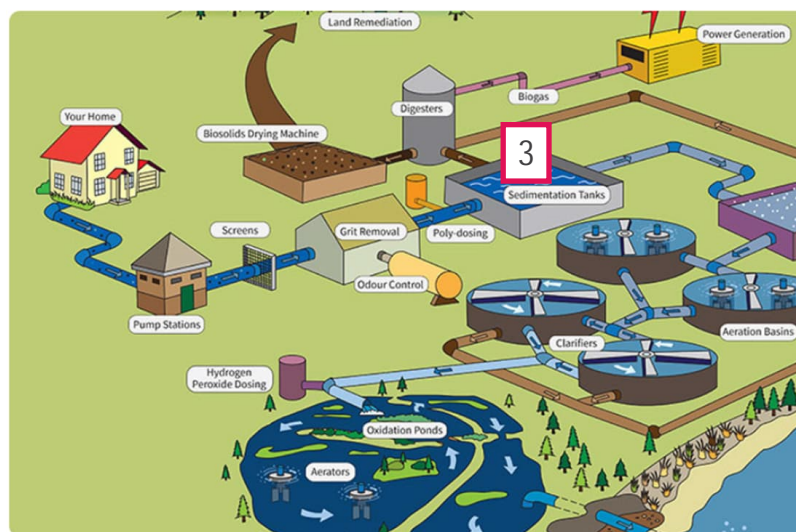 Land Remediation
Power Generation
Your Home
Digesters
Biogas
Biosolids Drying Machine
3
Sedimentation Tanks
Screens
Grit Removal
Poly-dosing
Odour Control
Pump Stations
Aeration Basins
Clarifiers
Hydrogen
Peroxide Dosing
Oxidation Ponds
Aerators